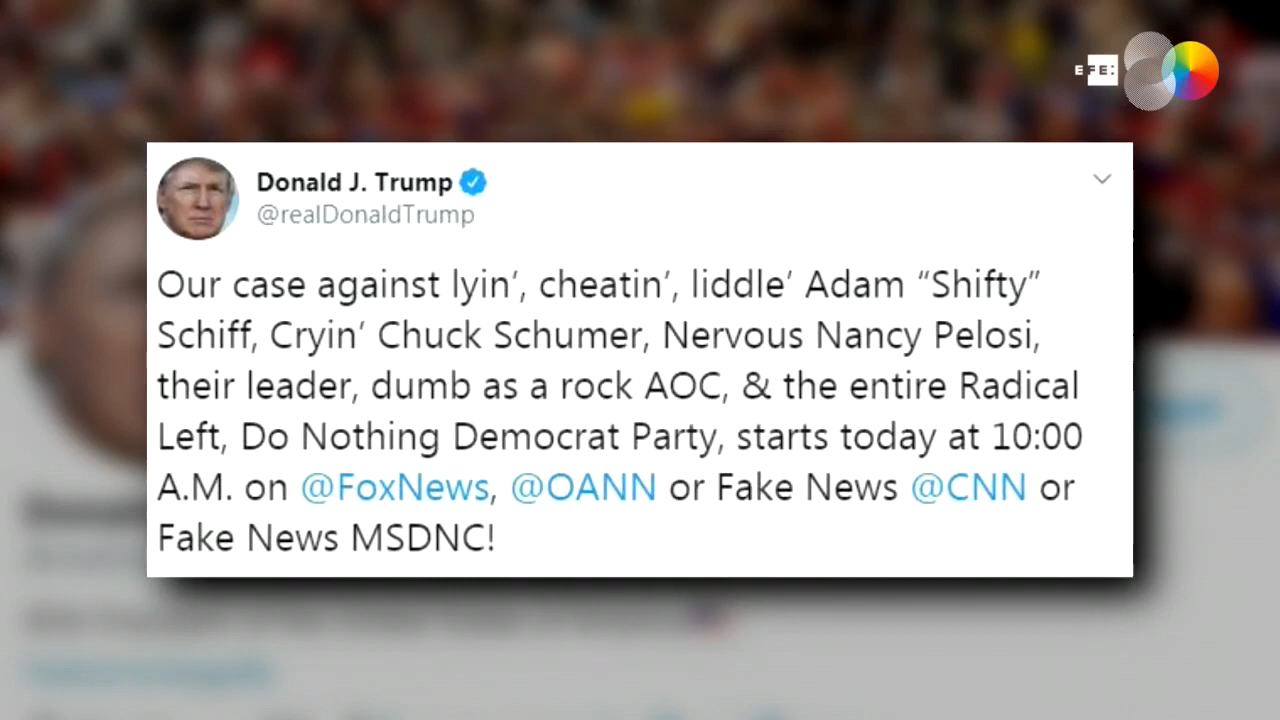 EFE:
Donald J. Trump
@realDonaldTrump
Our case against lyin’, cheatin’, liddle’ Adam “Shifty”
Schiff, Cryin’ Chuck Schumer, Nervous Nancy Pelosi,
their leader, dumb as a rock AOC, & the entire Radical
Left, Do Nothing Democrat Party, starts today at 10:00
A.M. on @FoxNews, @OANN or Fake News @CNN or
Fake News MSDNC!